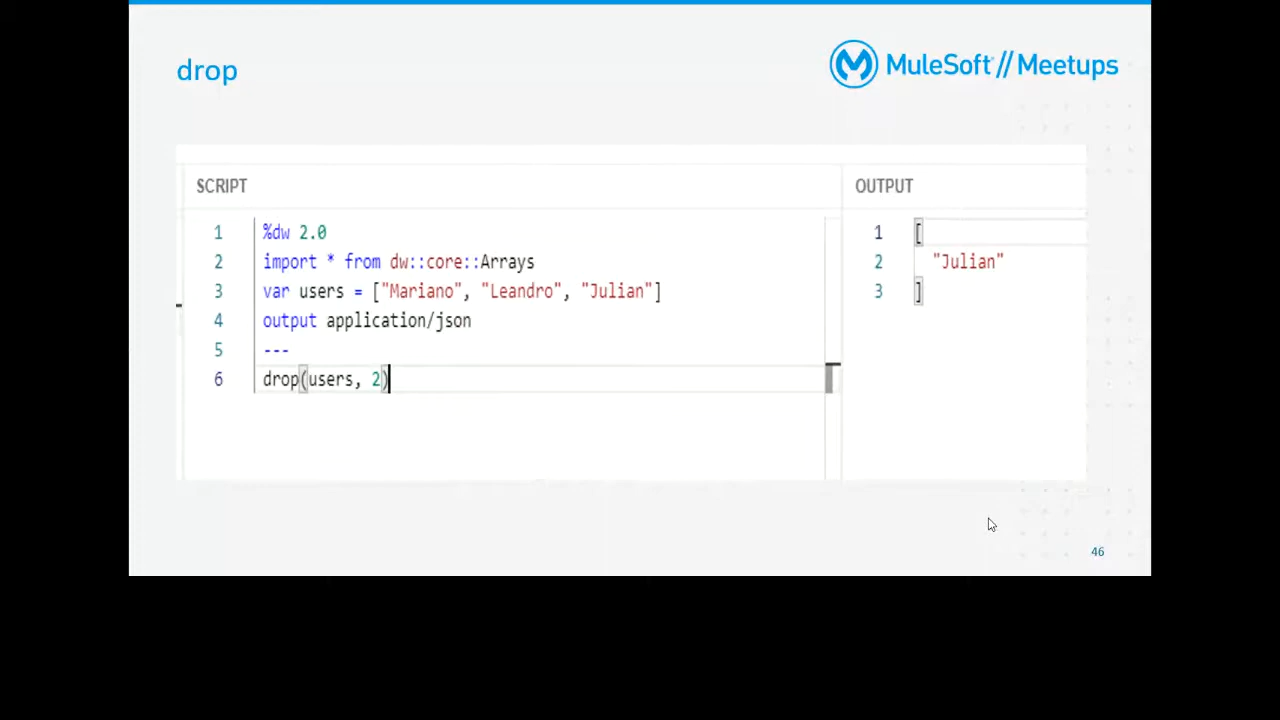 drop
MuleSoft // Meetups
SCRIPT
1 %dw 2.0
2 import * from dw::core::Arrays
3 var users = ["Mariano", "Leandro", "Julian"]
4 output application/json
5 ---
6 drop(users, 2)
OUTPUT
1 [
2 "Julian"
3 ]
46